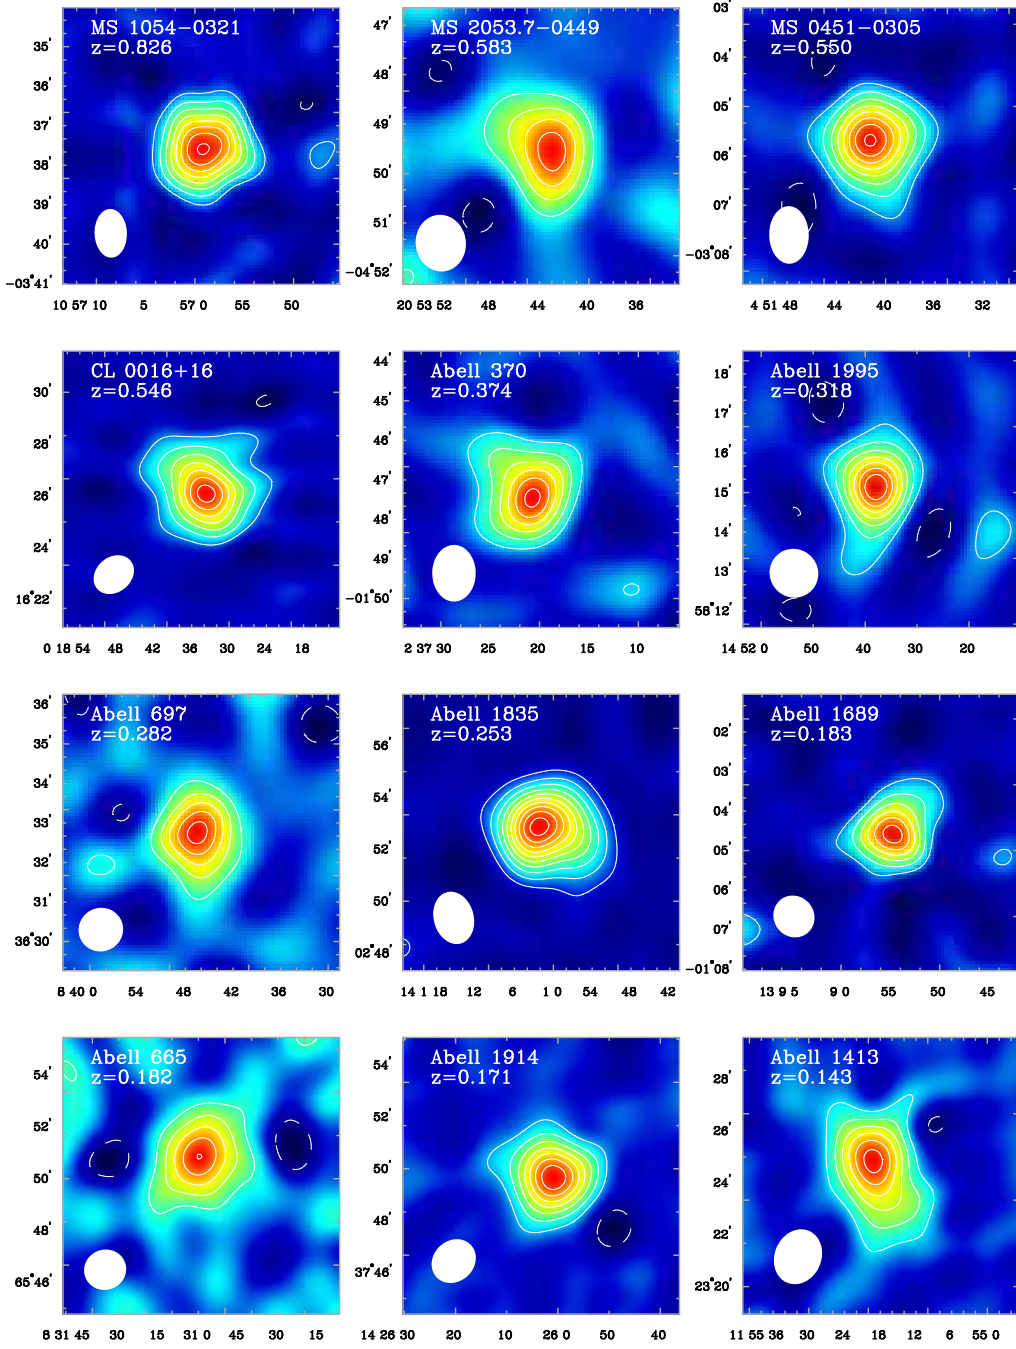 MS 1054-0321
z=0.826
35'
36'
37'
38'
39'
40'
-03°41'
10 57 10 5 57 0 55 50
MS 2053.7-0449
z=0.583
47'
48'
49'
50'
51'
-04°52'
20 53 52 48 44 40 36
MS 0451-0305
z=0.550
03'
04'
05'
06'
07'
-03°08'
4 51 48 44 40 36 32
CL 0016+16
z=0.546
30'
28'
26'
24'
16°22'
0 18 54 48 42 36 30 24 18
Abell 370
z=0.374
44'
45'
46'
47'
48'
49'
-01°50'
2 37 30 25 20 15 10
Abell 1995
z=0.318
18'
17'
16'
15'
14'
13'
58°12'
14 52 0 50 40 30 20
Abell 697
z=0.282
36'
35'
34'
33'
32'
31'
36°30'
8 40 0 54 48 42 36 30
Abell 1835
z=0.253
56'
54'
52'
50'
02°48'
14 1 18 12 6 1 0 54 48 42
Abell 1689
z=0.183
02'
03'
04'
05'
06'
07'
-01°08'
13 9 5 9 0 55 50 45
Abell 665
z=0.182
54'
52'
50'
48'
65°46'
8 31 45 30 15 31 0 45 30 15
Abell 1914
z=0.171
54'
52'
50'
48'
37°46'
14 26 30 20 10 26 0 50 40
Abell 1413
z=0.143
28'
26'
24'
22'
23°20'
11 55 36 30 24 18 12 6 55 0